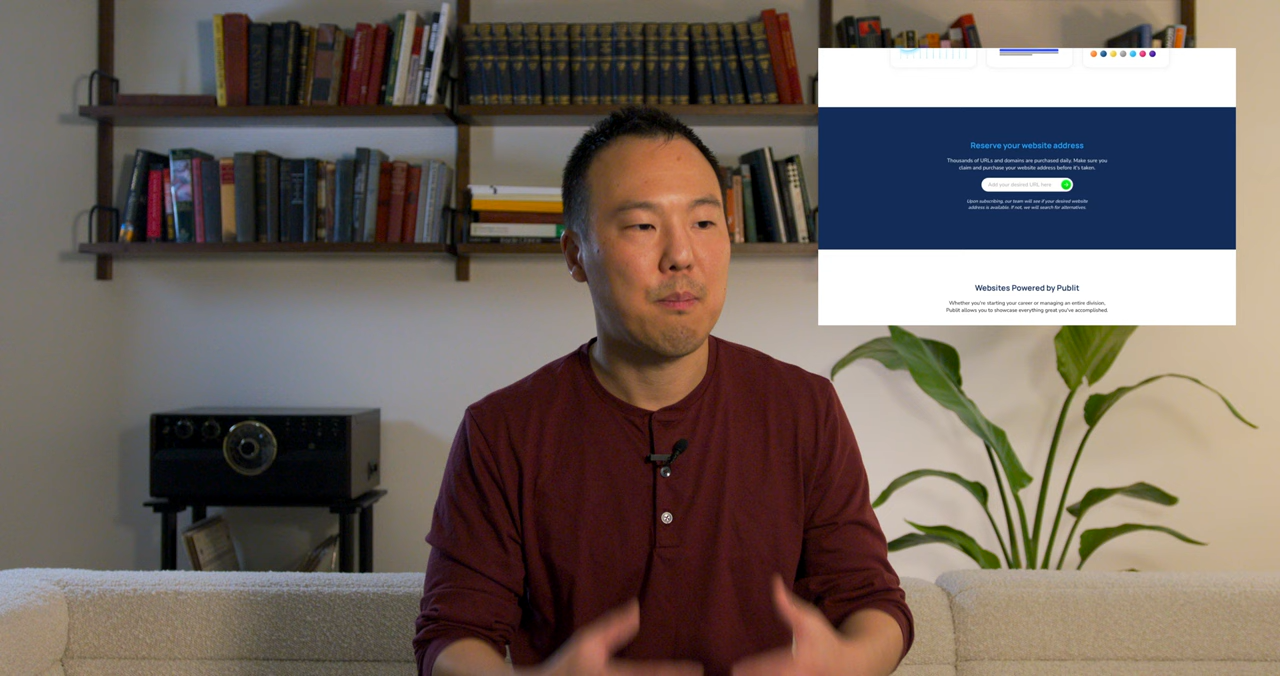 Reserve your website address
Thousands of URLs and domains are purchased daily. Make sure you
claim and purchase your website address before it's taken.
Add your desired URL here
Upon subscribing, our team will see if your desired website
address is available. If not, we will search for alternatives.
Websites Powered by Publit
Whether you're starting your career or managing an entire division,
Publit allows you to showcase everything great you've accomplished.